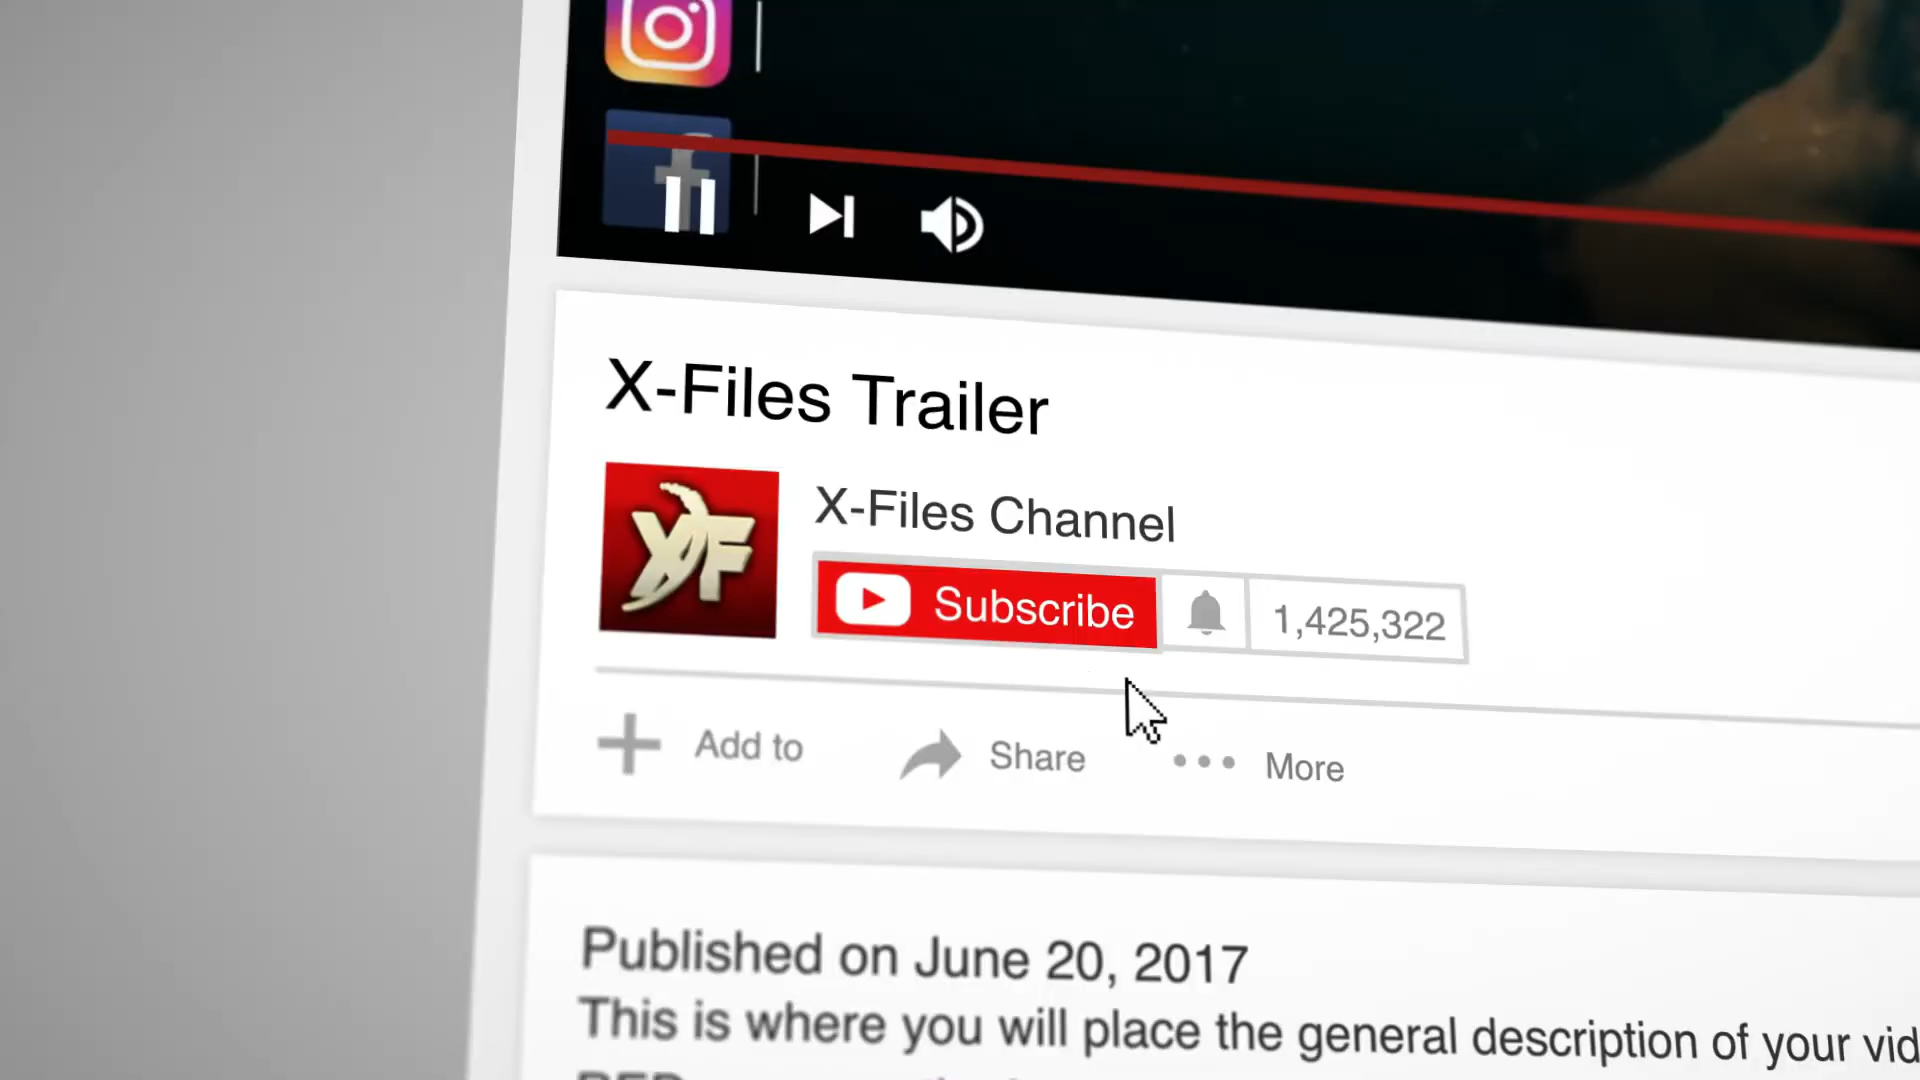 X-Files Trailer
XF
X-Files Channel
Subscribe
1,425,322
Add to
Share
More
Published on June 20, 2017
This is where you will place the general description of your